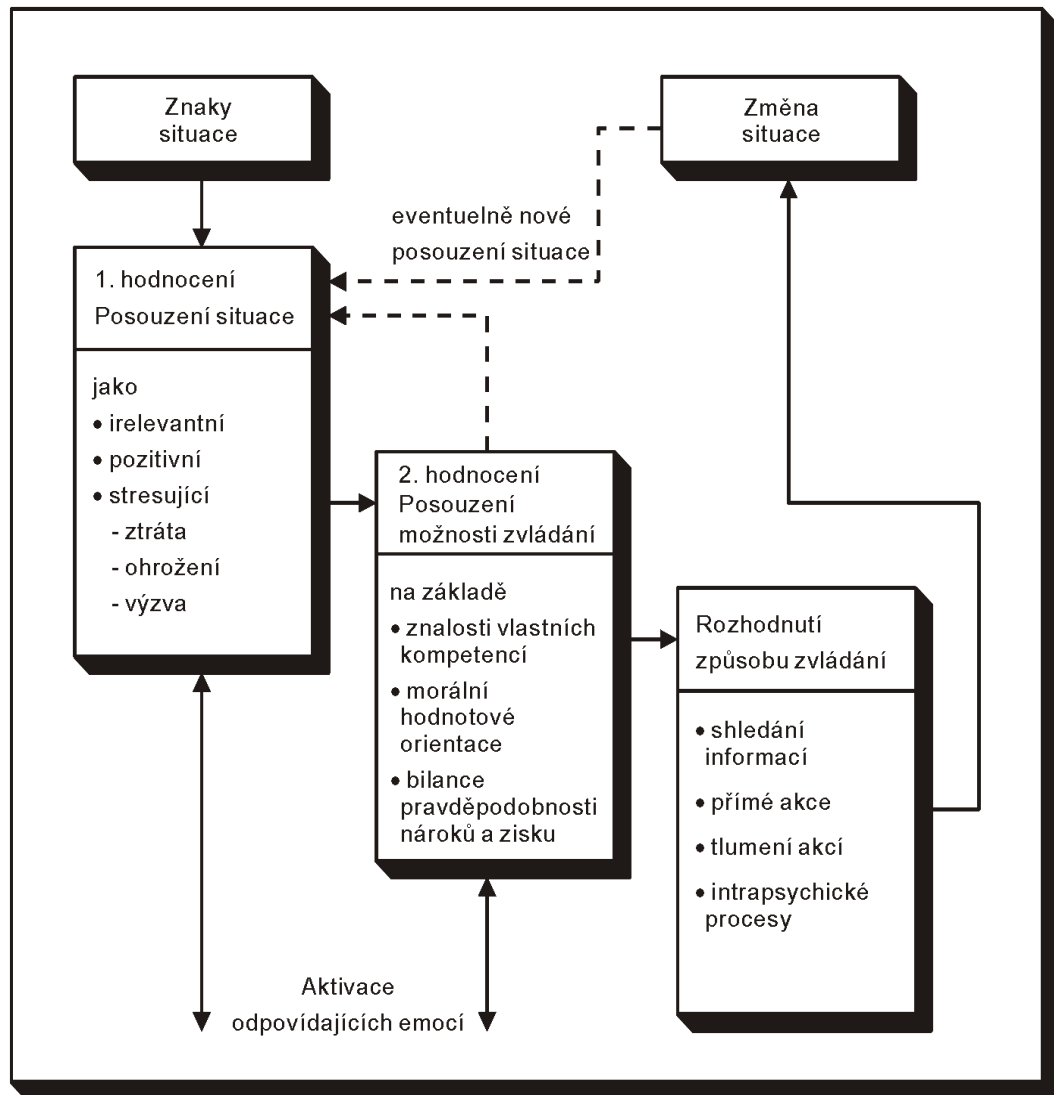 Znaky
situace
Změna
situace
eventuelně nové
posouzení situace
1. hodnocení
Posouzení situace
jako
• irelevantní
• pozitivní
• stresující
- ztráta
- ohrožení
- výzva
2. hodnocení
Posouzení
možnosti zvládání
na základě
• znalosti vlastních
kompetencí
• morální
hodnotové
orientace
• bilance
pravděpodobnosti
nároků a zisku
Rozhodnutí
způsobu zvládání
• shledání
informací
• přímé akce
• tlumení akcí
• intrapsychické
procesy
Aktivace
odpovídajících emocí